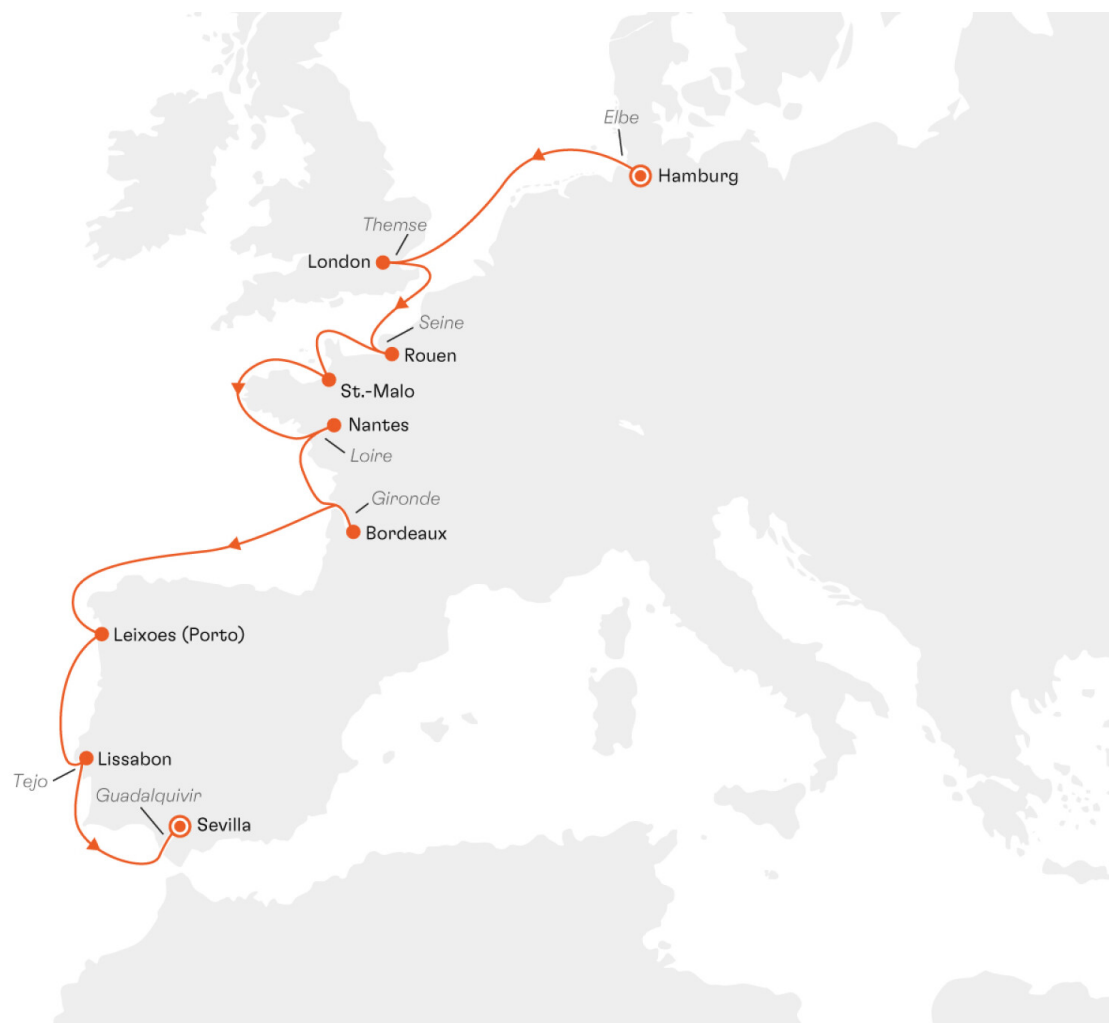 Elbe
Hamburg
Themse
London
Seine
Rouen
St.-Malo
Nantes
Loire
Gironde
Bordeaux
Leixoes (Porto)
Lissabon
Tejo
Guadalquivir
Sevilla